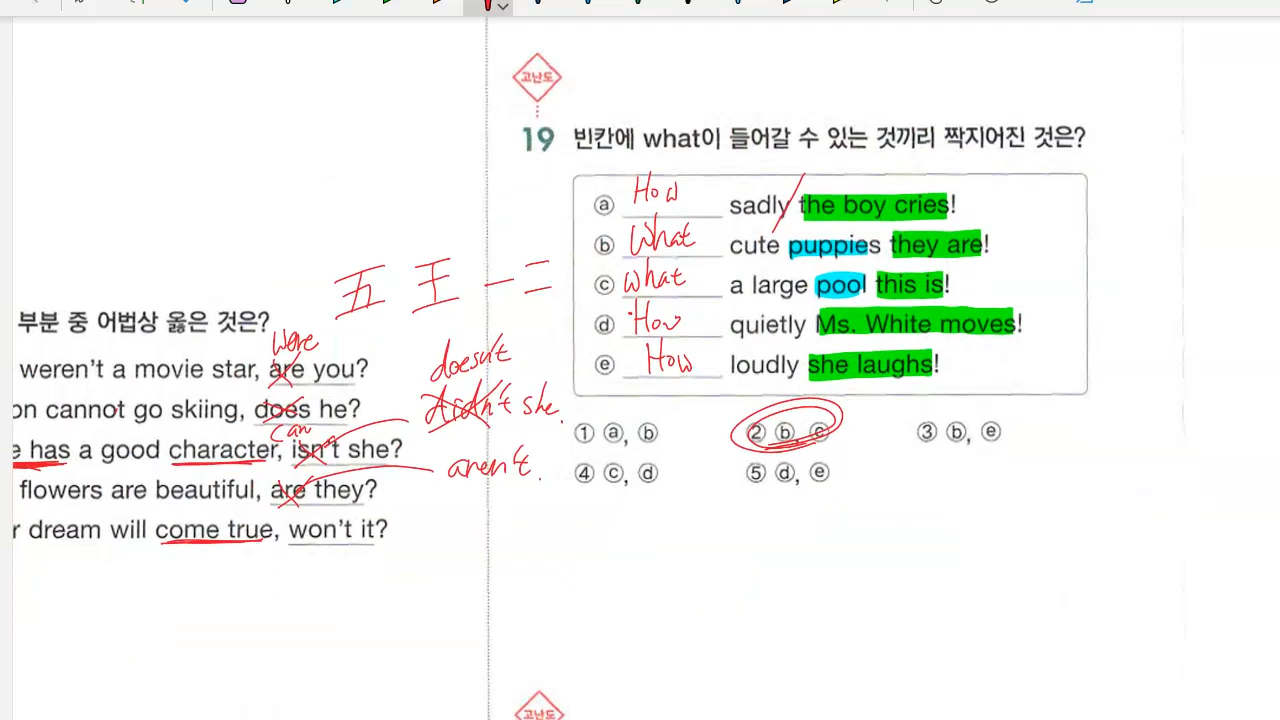 부분 중 어법상 옳은 것은?
were
weren't a movie star, are you?
on cannot go skiing, does he?
can
doesn't
didn't she.
e has a good character, isn't she?
aren't.
flowers are beautiful, are they?
r dream will come true, won't it?
五 王 一 二
고난도
19 빈칸에 what이 들어갈 수 있는 것끼리 짝지어진 것은?
ⓐ How sadly / the boy cries!
ⓑ What cute puppies they are!
ⓒ what a large pool this is!
ⓓ How quietly Ms. White moves!
ⓔ How loudly she laughs!
① ⓐ, ⓑ ② ⓑ, ⓒ ③ ⓑ, ⓔ
④ ⓒ, ⓓ ⑤ ⓓ, ⓔ
고난도